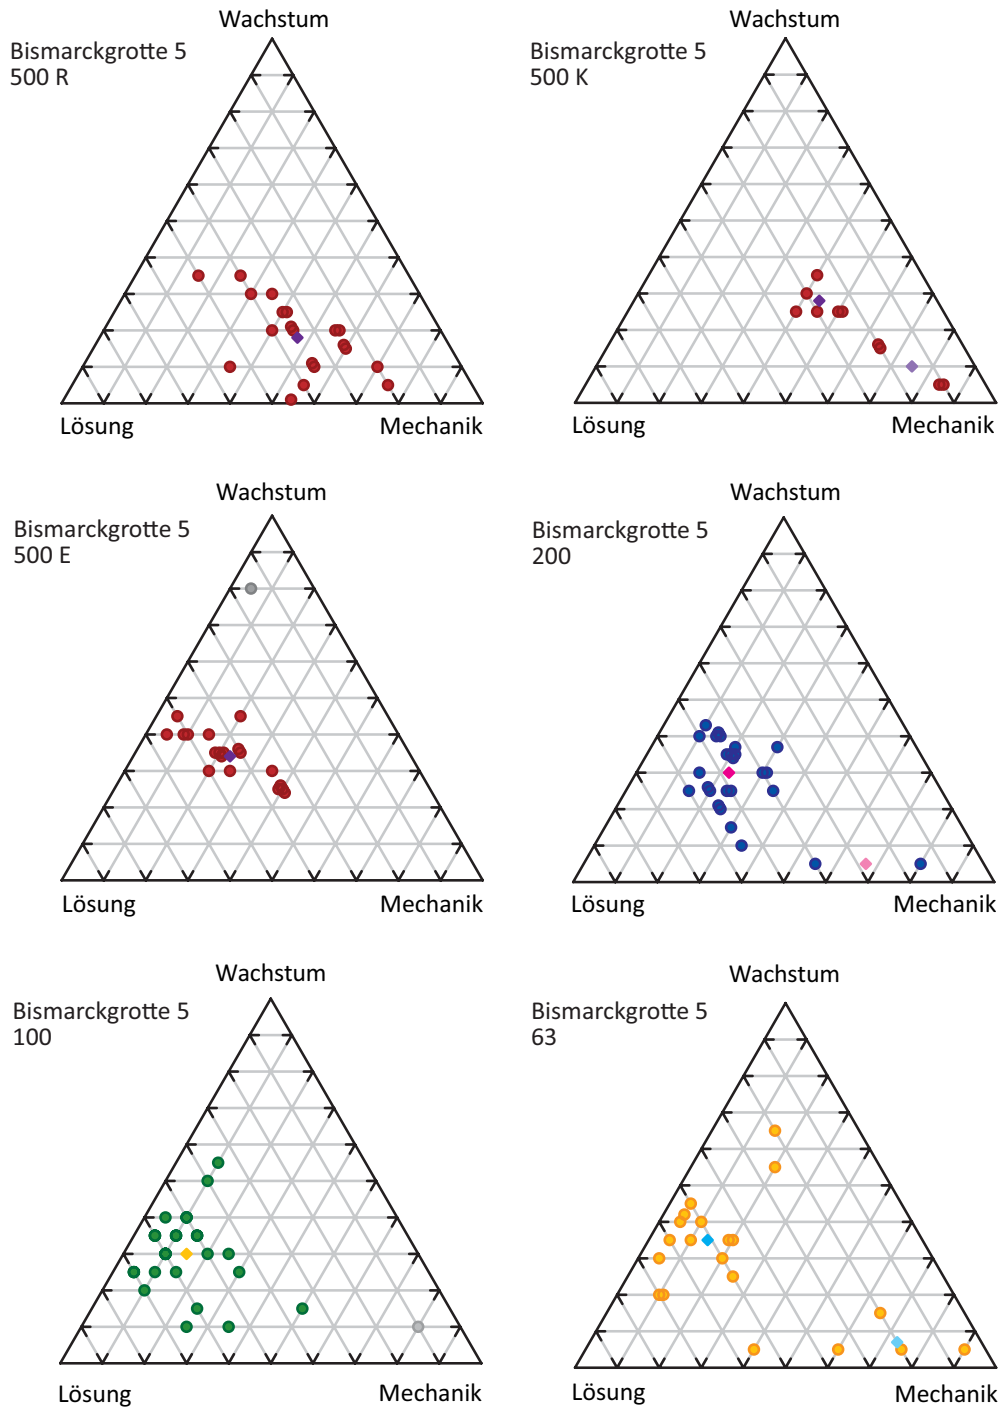 Wachstum
Bismarckgrotte 5
500 R
Lösung
Mechanik
Wachstum
Bismarckgrotte 5
500 K
Lösung
Mechanik
Wachstum
Bismarckgrotte 5
500 E
Lösung
Mechanik
Wachstum
Bismarckgrotte 5
200
Lösung
Mechanik
Wachstum
Bismarckgrotte 5
100
Lösung
Mechanik
Wachstum
Bismarckgrotte 5
63
Lösung
Mechanik